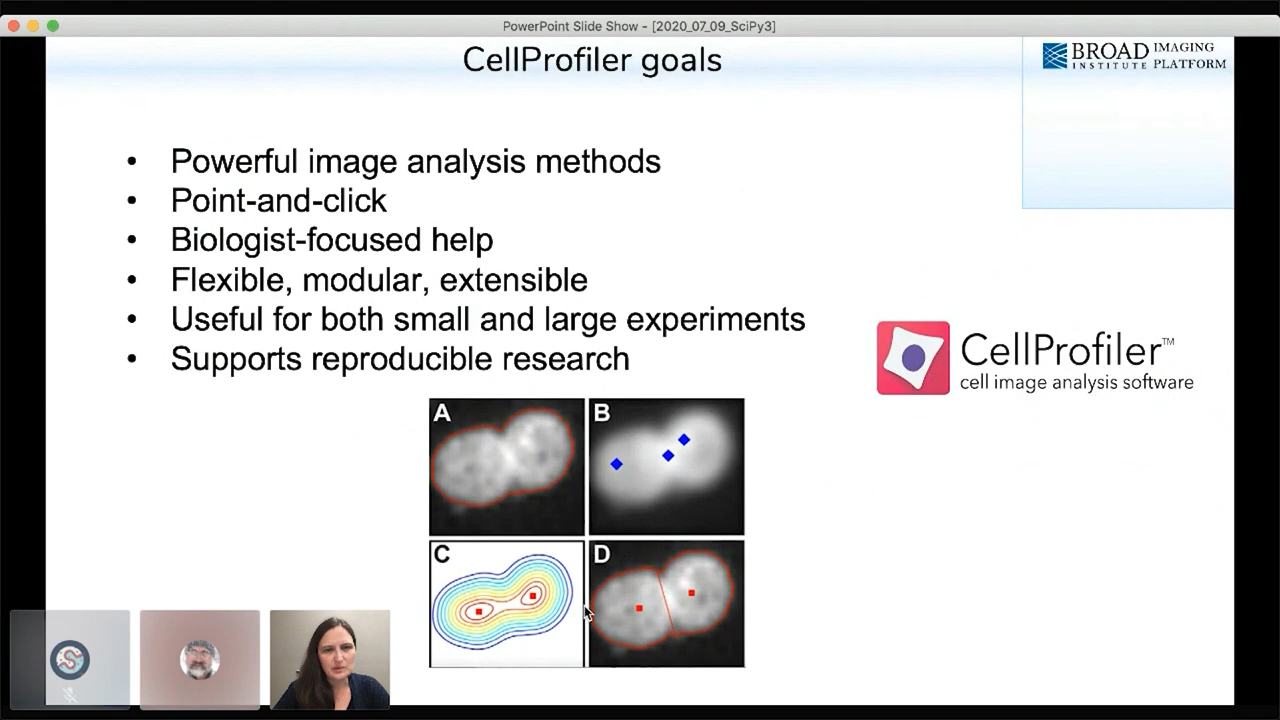 PowerPoint Slide Show - [2020_07_09_SciPy3]
CellProfiler goals
BROAD INSTITUTE
IMAGING PLATFORM
• Powerful image analysis methods
• Point-and-click
• Biologist-focused help
• Flexible, modular, extensible
• Useful for both small and large experiments
• Supports reproducible research
CellProfiler™
cell image analysis software
A
B
C
D